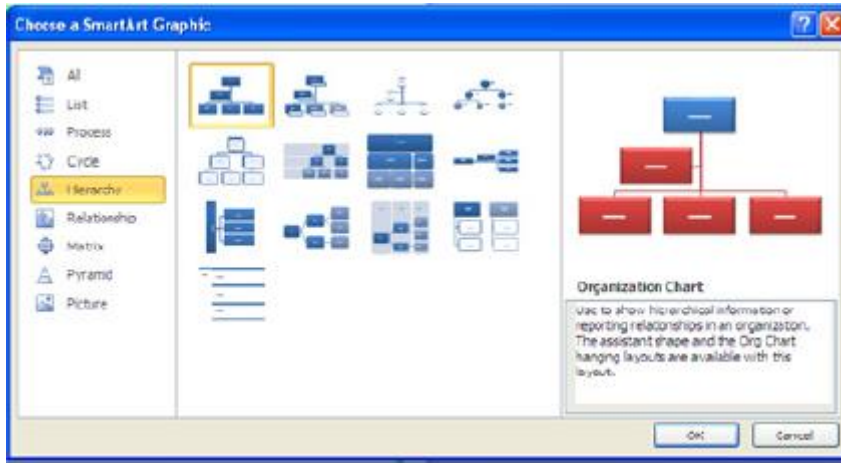 Choose a SmartArt Graphic
All
List
Process
Cycle
Hierarchy
Relationship
Matrix
Pyramid
Picture
Organization Chart
Use to show hierarchical information or
reporting relationships in an organization.
The assistant shape and the Org Chart
hanging layouts are available with this
layout.
OK
Cancel